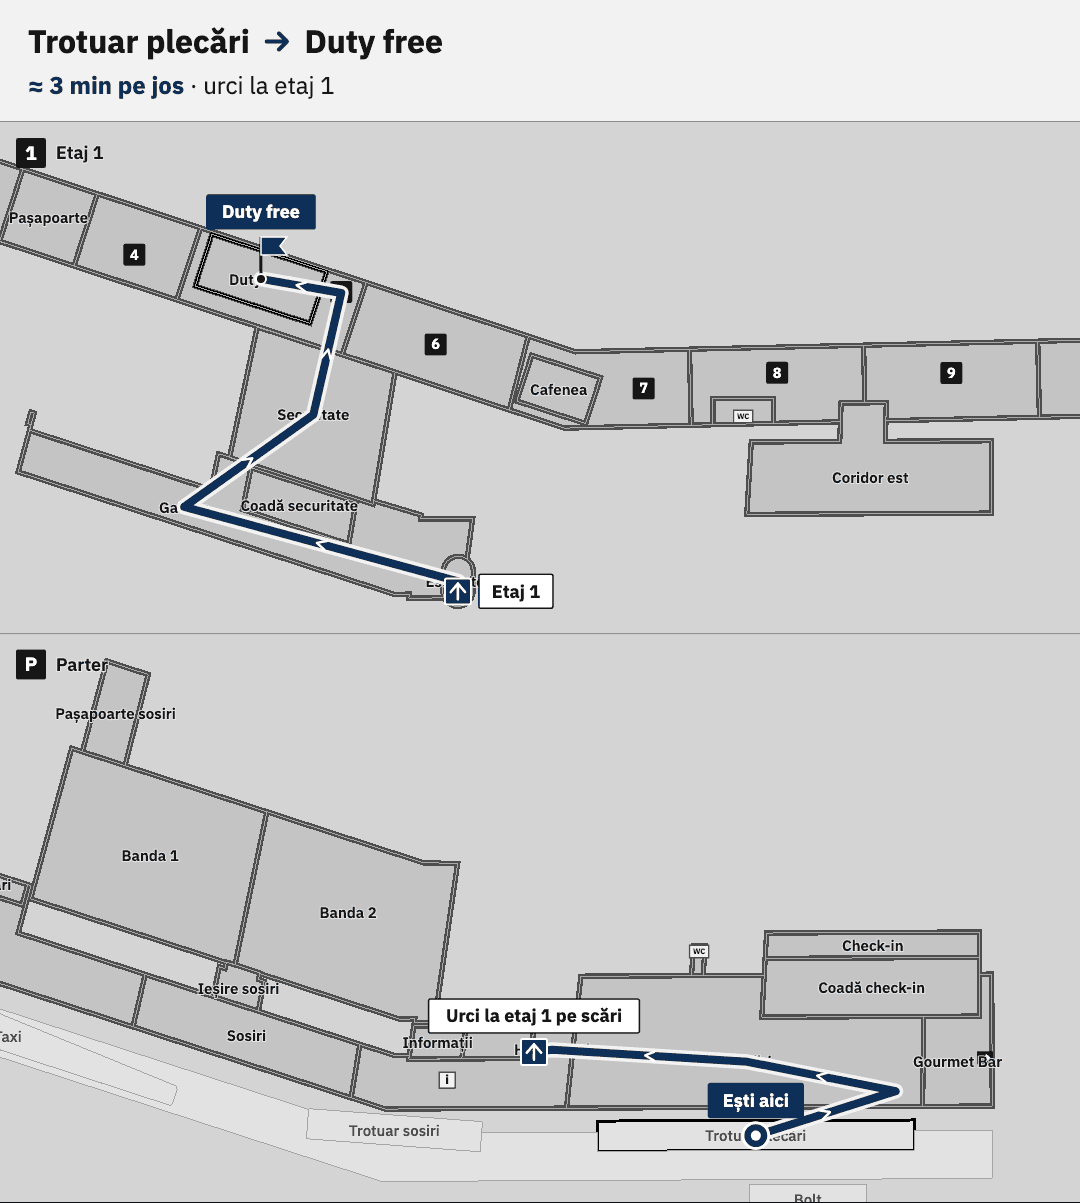 Trotuar plecări → Duty free
≈ 3 min pe jos · urci la etaj 1
1 Etaj 1
Pașapoarte
Duty free
4
6
Cafenea
7
8
9
WC
Coridor est
Coadă securitate
Etaj 1
P Parter
Pașapoarte sosiri
Banda 1
Banda 2
Ieșire sosiri
Sosiri
Informații
i
Urci la etaj 1 pe scări
WC
Check-in
Coadă check-in
Gourmet Bar
Ești aici
Trotuar sosiri
Bolt